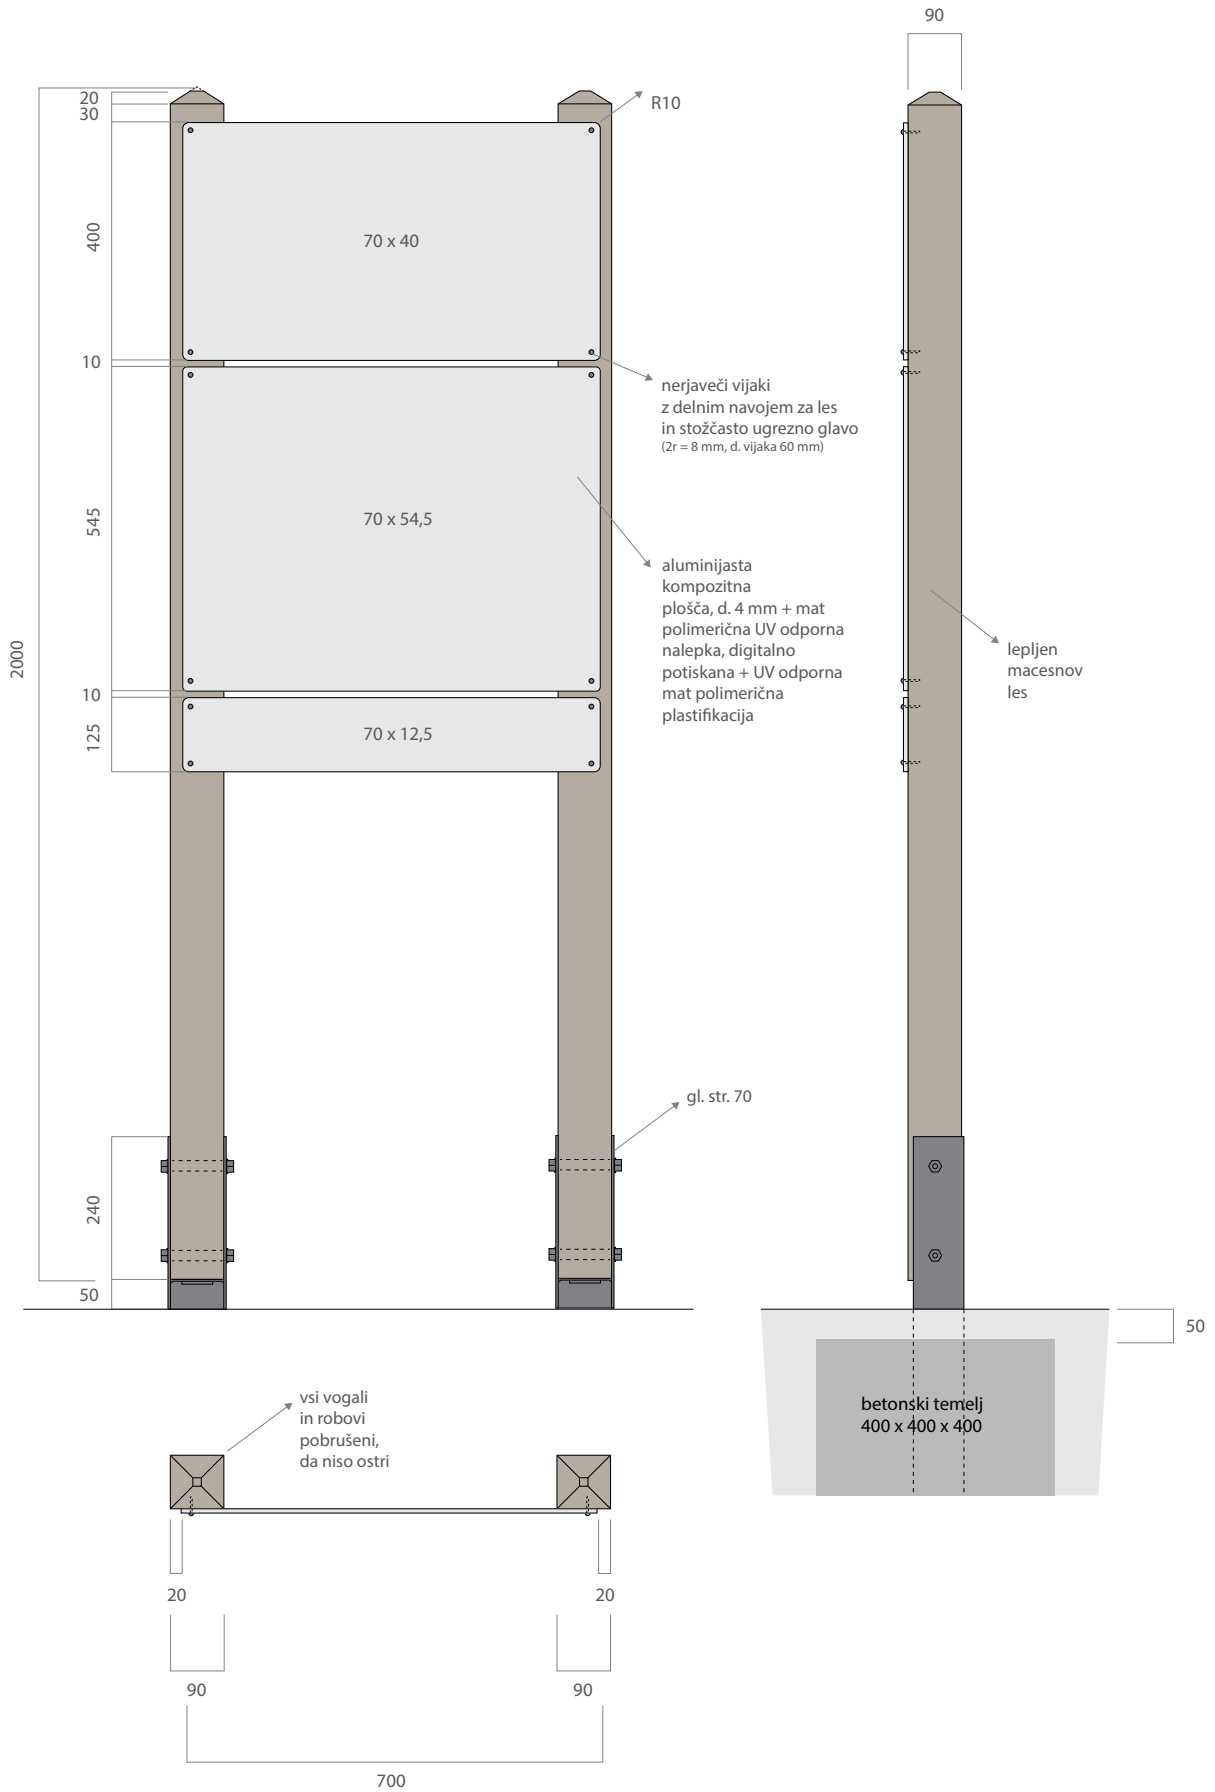 90
20
30
R10
400
70 x 40
10
nerjaveči vijaki
z delnim navojem za les
in stožčasto ugrezno glavo
(2r = 8 mm, d. vijaka 60 mm)
545
70 x 54,5
aluminijasta
kompozitna
plošča, d. 4 mm + mat
polimerična UV odporna
nalepka, digitalno
potiskana + UV odporna
mat polimerična
plastifikacija
2000
lepljen
macesnov
les
10
125
70 x 12,5
gl. str. 70
240
50
50
vsi vogali
in robovi
pobrušeni,
da niso ostri
betonski temelj
400 x 400 x 400
20
20
90
90
700